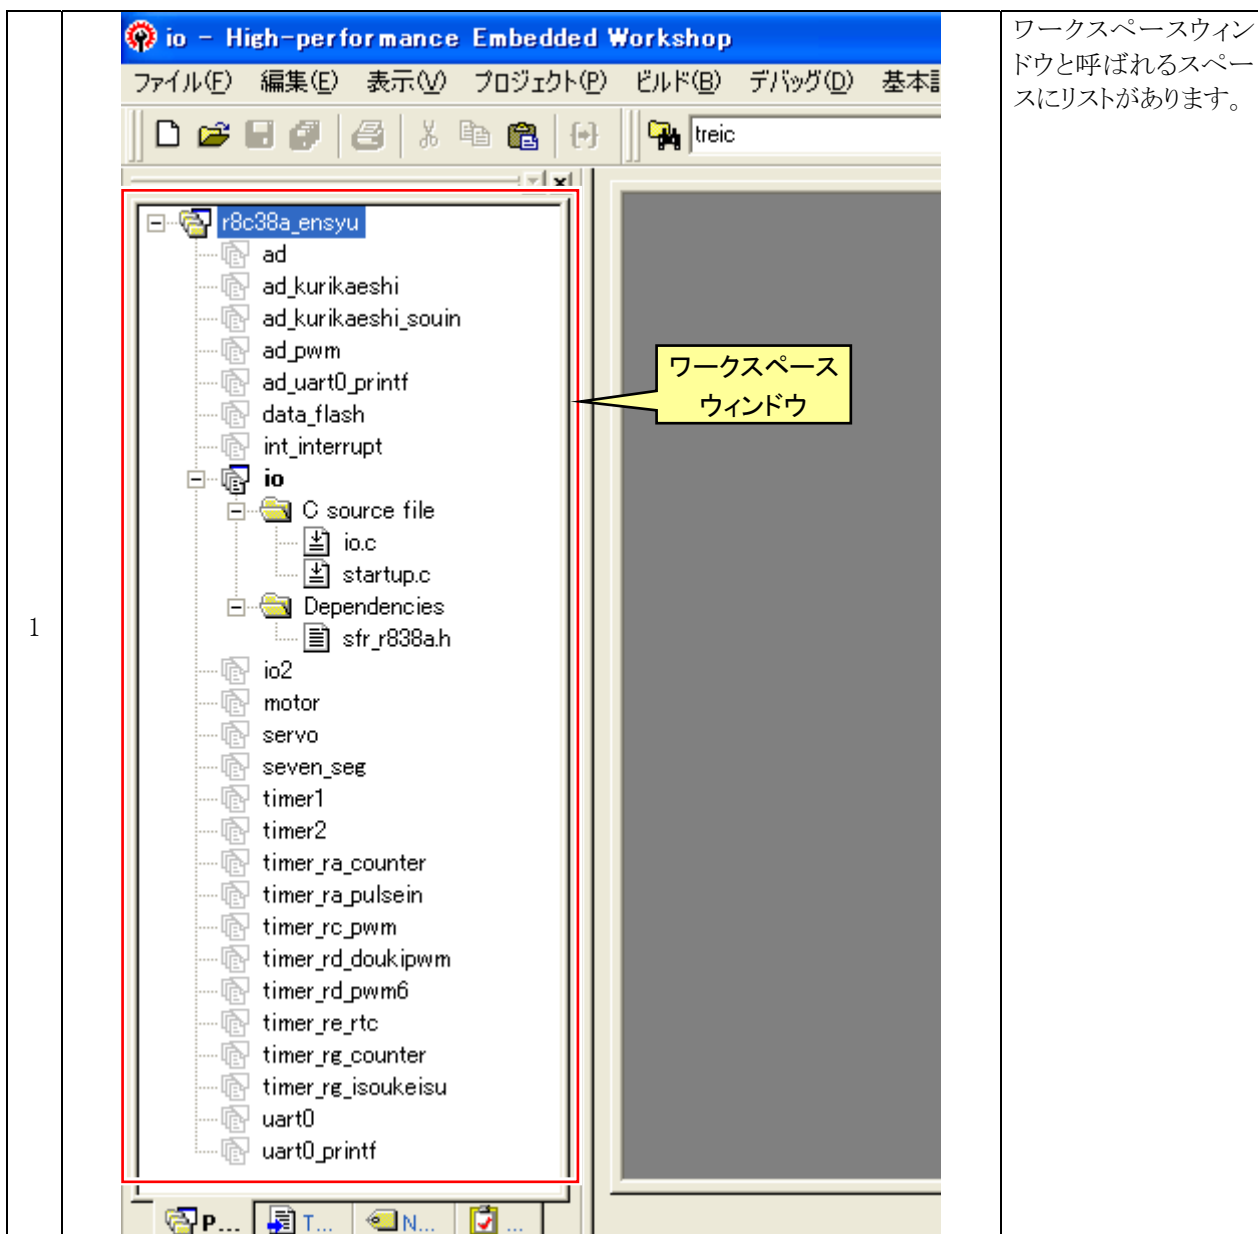 1
io - High-performance Embedded Workshop
ファイル(F) 編集(E) 表示(V) プロジェクト(P) ビルド(B) デバッグ(D)
treic
r8c38a_ensyu
ad
ad_kurikaeshi
ad_kurikaeshi_souin
ad_pwm
ad_uart0_printf
data_flash
int_interrupt
io
C source file
io.c
startup.c
Dependencies
sfr_r838a.h
io2
motor
servo
seven_seg
timer1
timer2
timer_ra_counter
timer_ra_pulsein
timer_rc_pwm
timer_rd_doukipwm
timer_rd_pwm6
timer_re_rtc
timer_rg_counter
timer_rg_isoukeisu
uart0
uart0_printf
P... T... N... ...
ワークスペース
ウィンドウ
ワークスペースウィン
ドウと呼ばれるスペー
スにリストがあります。